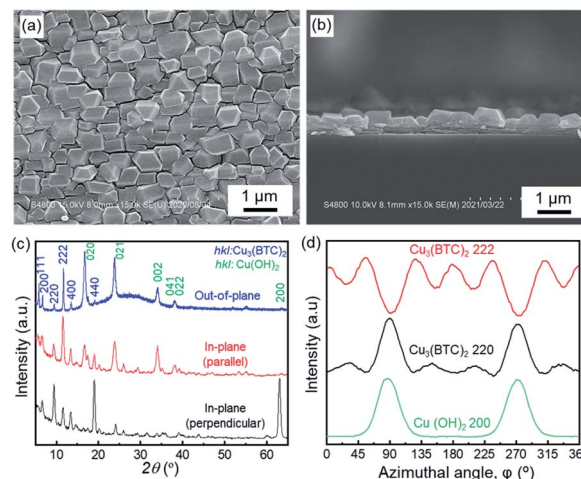 (a)
S4800 15.0kV 8.0mm x15.0k SE(U) 2020/08/04
1 μm
(b)
S4800 10.0kV 8.1mm x15.0k SE(M) 2021/03/22
1 μm
(c)
hkl:Cu₃(BTC)₂
hkl: Cu(OH)₂
111
200
220
222
400
020
440
021
002
041
022
200
Out-of-plane
In-plane
(parallel)
In-plane
(perpendicular)
Intensity (a.u.)
10 20 30 40 50 60
2θ (º)
(d)
Cu₃(BTC)₂ 222
Cu₃(BTC)₂ 220
Cu (OH)₂ 200
Intensity (a.u)
0 45 90 135 180 225 270 315 36
Azimuthal angle, φ (º)